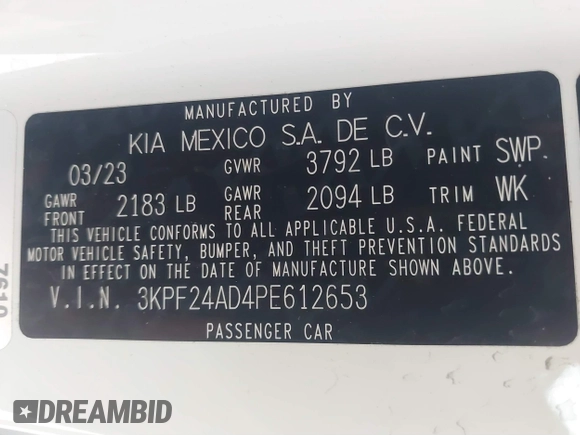 MANUFACTURED BY
KIA MEXICO S.A. DE C.V.
03/23 GVWR 3792 LB PAINT SWP
GAWR FRONT 2183 LB GAWR REAR 2094 LB TRIM WK
THIS VEHICLE CONFORMS TO ALL APPLICABLE U.S.A. FEDERAL
MOTOR VEHICLE SAFETY, BUMPER, AND THEFT PREVENTION STANDARDS
IN EFFECT ON THE DATE OF MANUFACTURE SHOWN ABOVE.
V.I.N. 3KPF24AD4PE612653
PASSENGER CAR
DREAMBID